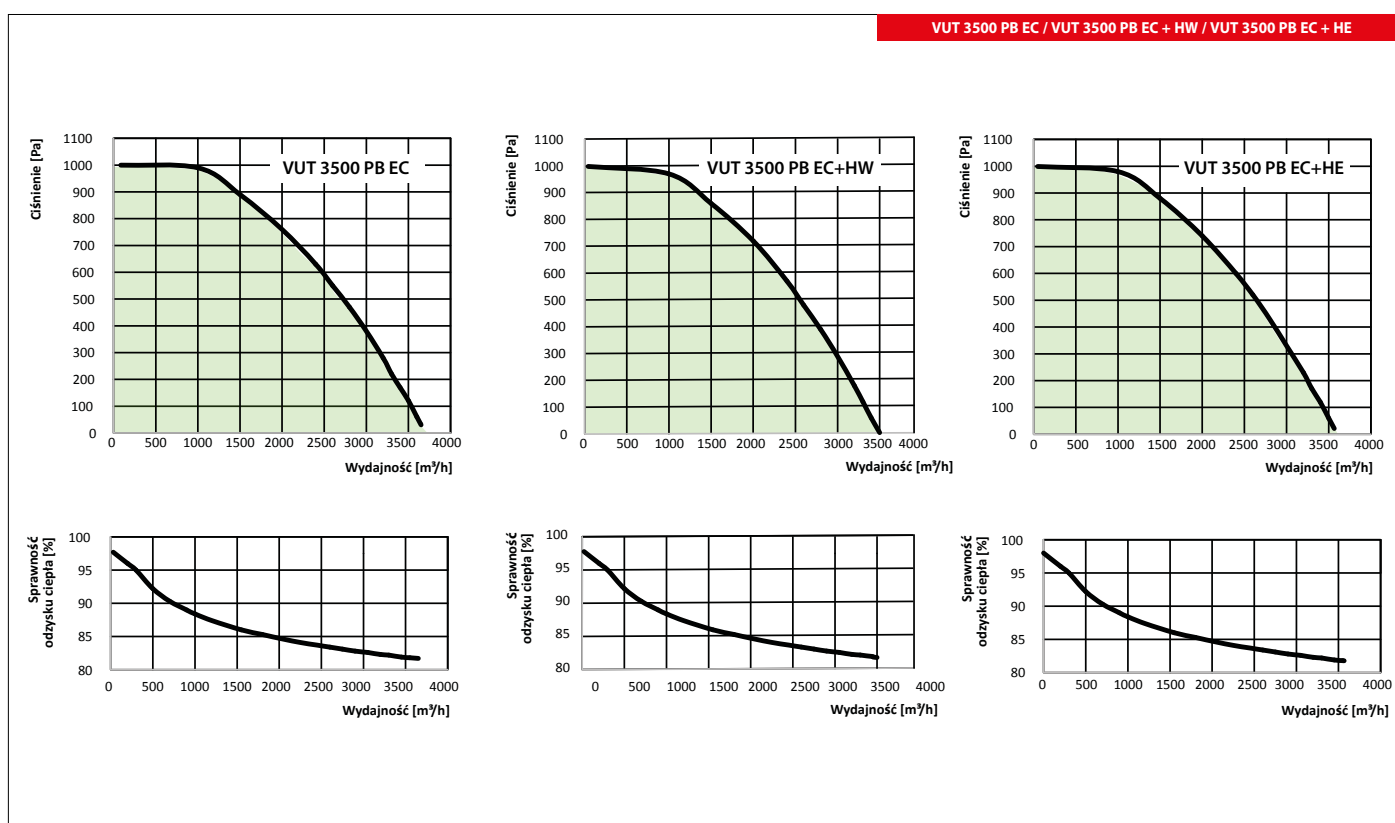 VUT 3500 PB EC / VUT 3500 PB EC + HW / VUT 3500 PB EC + HE
Ciśnienie [Pa]
1100
1000
900
800
700
600
500
400
300
200
100
0
VUT 3500 PB EC
0 500 1000 1500 2000 2500 3000 3500 4000
Wydajność [m³/h]
Ciśnienie [Pa]
1100
1000
900
800
700
600
500
400
300
200
100
0
VUT 3500 PB EC+HW
0 500 1000 1500 2000 2500 3000 3500 4000
Wydajność [m³/h]
Ciśnienie [Pa]
1100
1000
900
800
700
600
500
400
300
200
100
0
VUT 3500 PB EC+HE
0 500 1000 1500 2000 2500 3000 3500 4000
Wydajność [m³/h]
Sprawność
odzysku ciepła [%]
100
95
90
85
80
0 500 1000 1500 2000 2500 3000 3500 4000
Wydajność [m³/h]
Sprawność
odzysku ciepła [%]
100
95
90
85
80
0 500 1000 1500 2000 2500 3000 3500 4000
Wydajność [m³/h]
Sprawność
odzysku ciepła [%]
100
95
90
85
80
0 500 1000 1500 2000 2500 3000 3500 4000
Wydajność [m³/h]